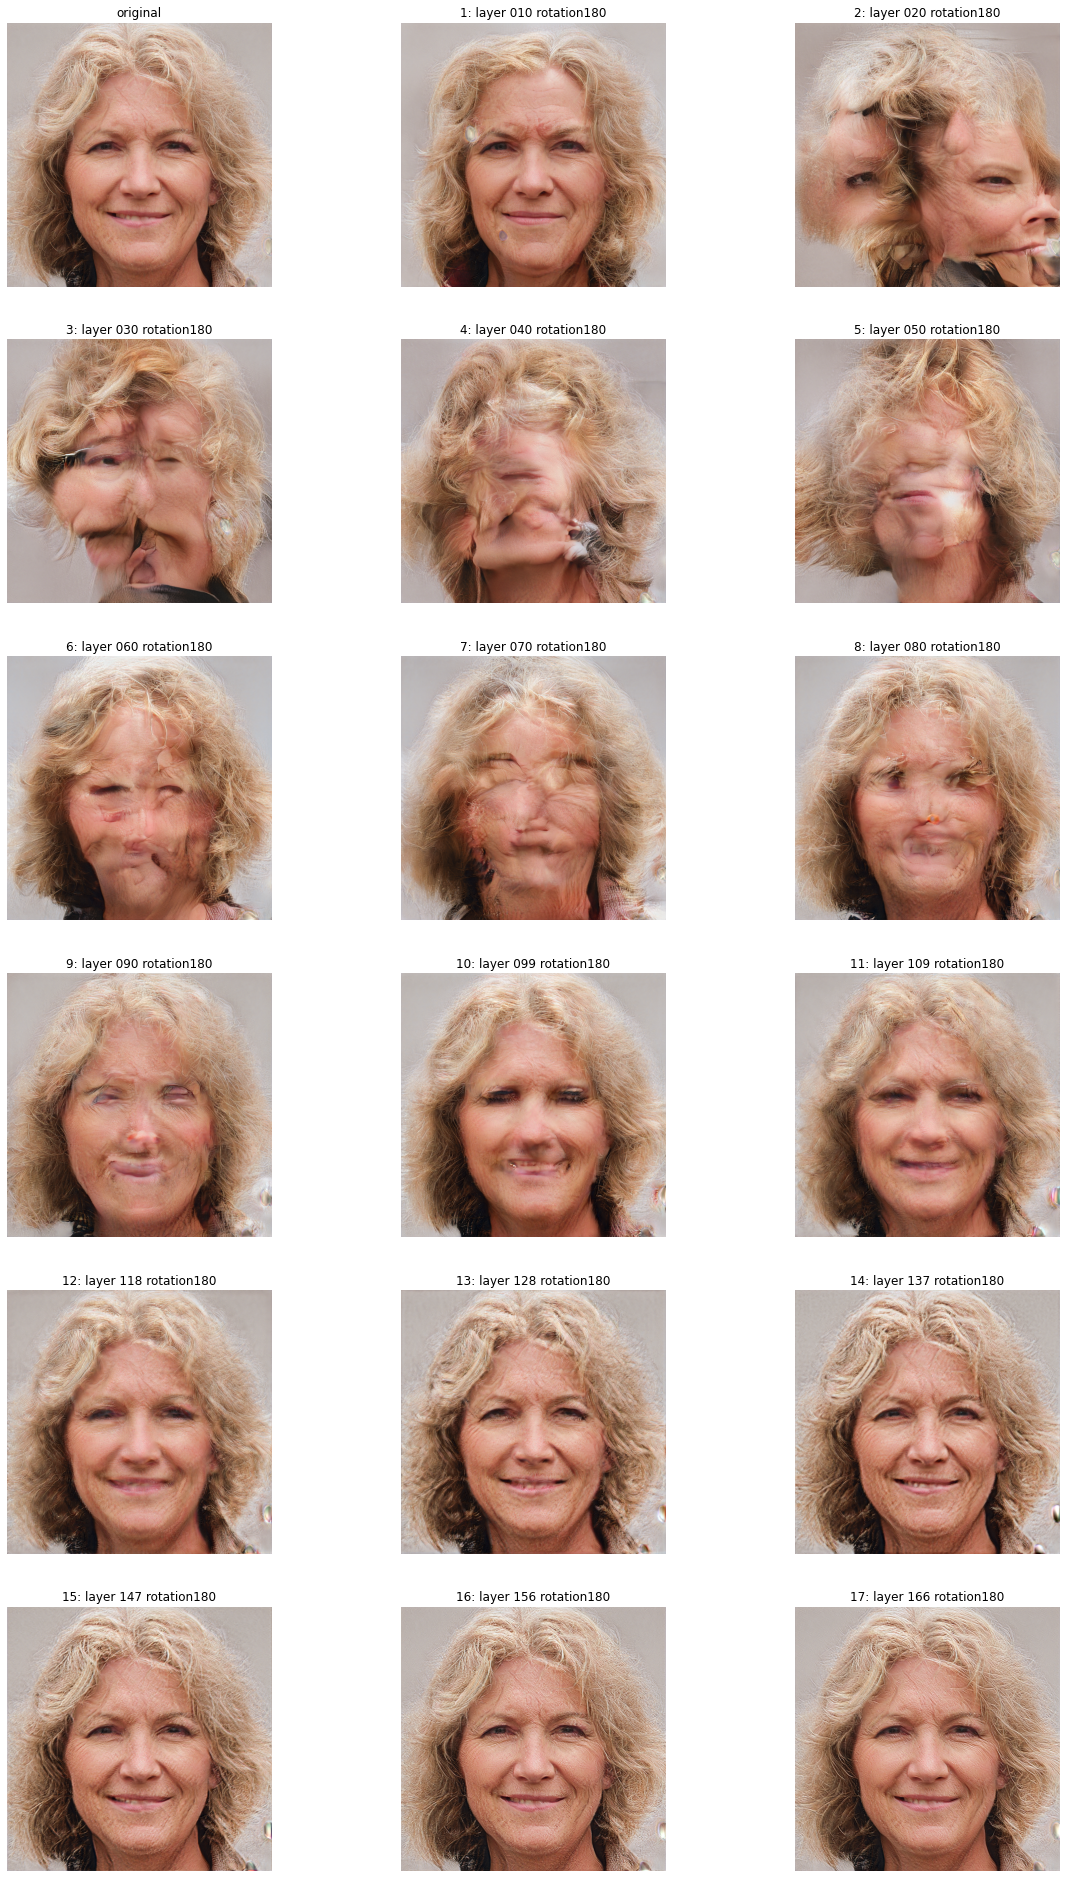 original
1: layer 010 rotation180
2: layer 020 rotation180
3: layer 030 rotation180
4: layer 040 rotation180
5: layer 050 rotation180
6: layer 060 rotation180
7: layer 070 rotation180
8: layer 080 rotation180
9: layer 090 rotation180
10: layer 099 rotation180
11: layer 109 rotation180
12: layer 118 rotation180
13: layer 128 rotation180
14: layer 137 rotation180
15: layer 147 rotation180
16: layer 156 rotation180
17: layer 166 rotation180